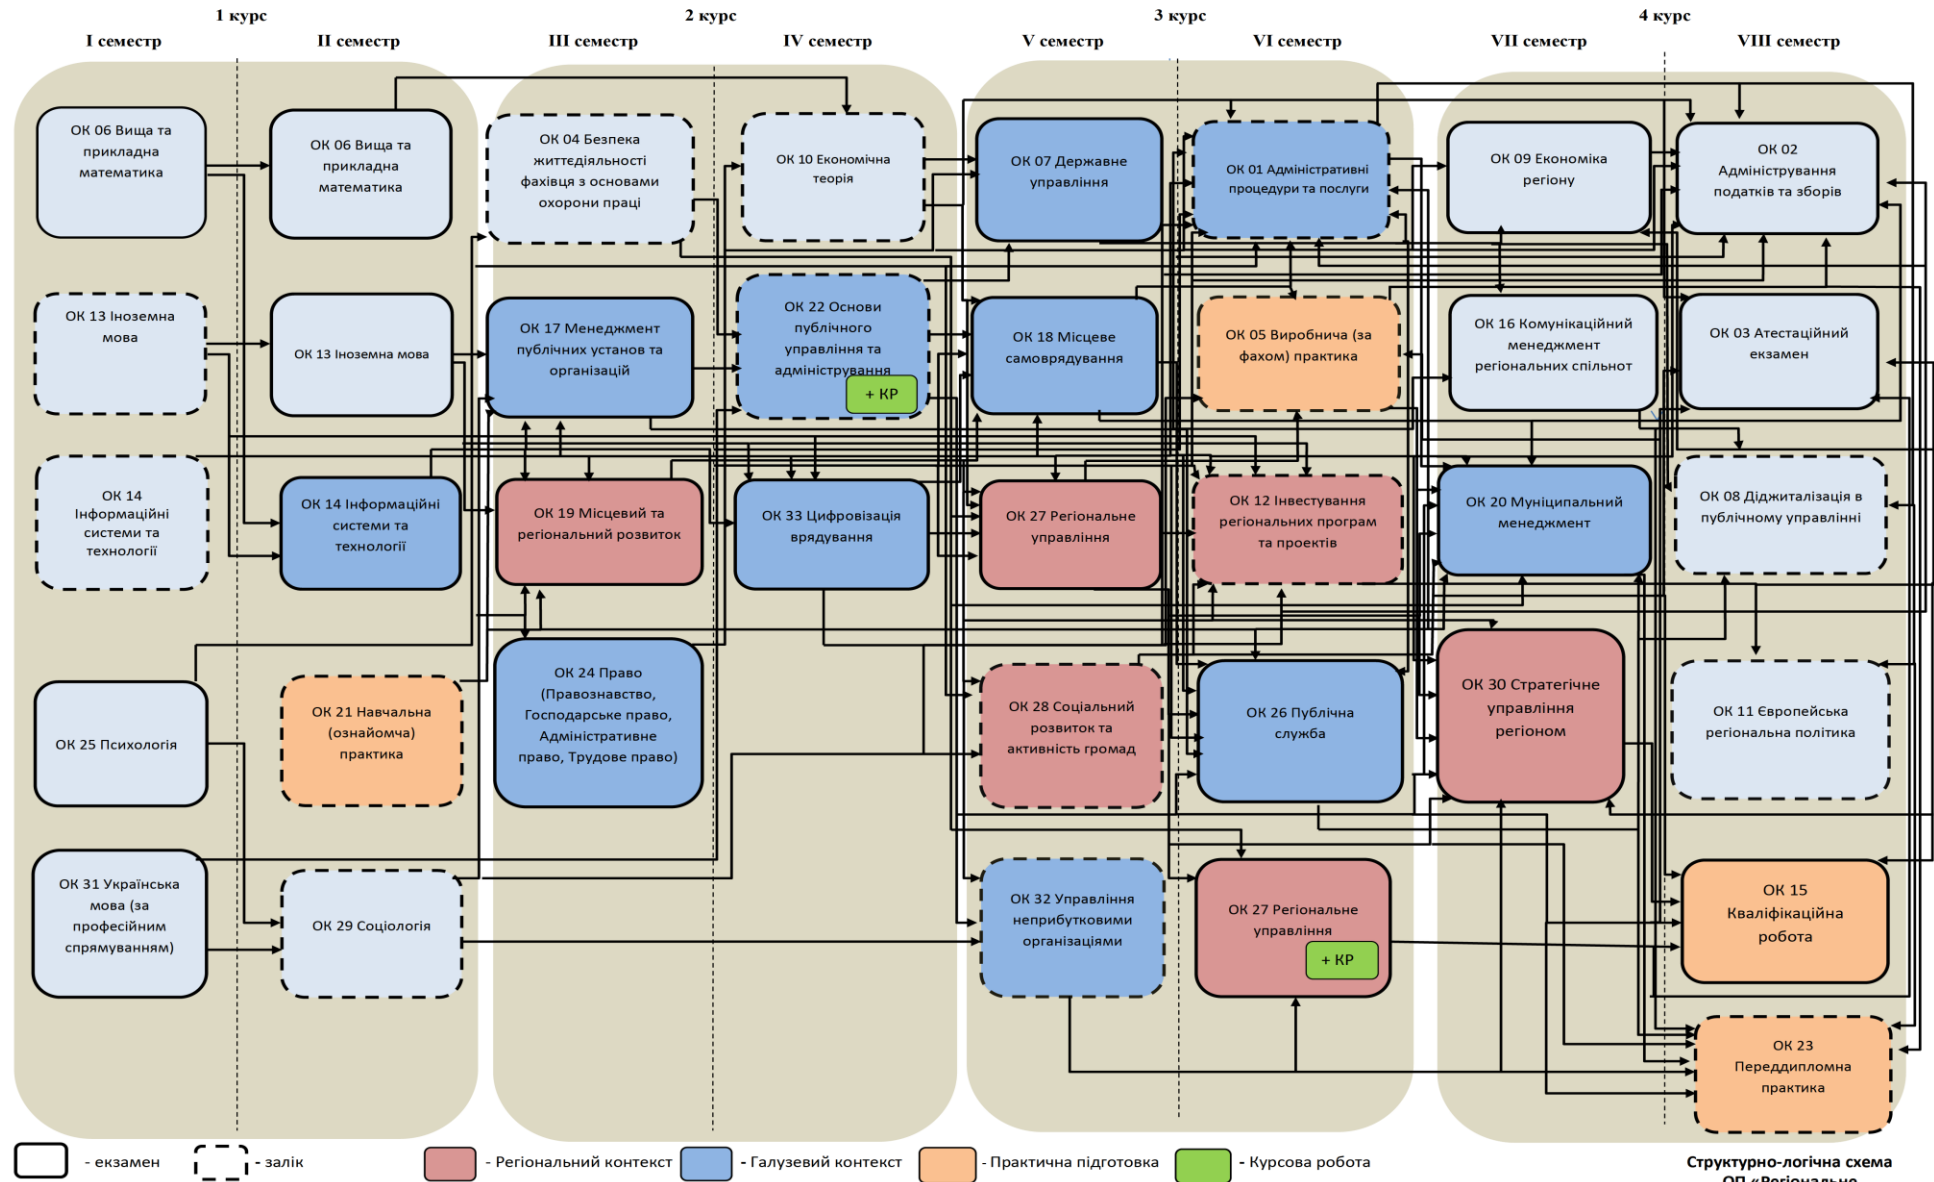 1 курс
2 курс
3 курс
4 курс
I семестр
II семестр
III семестр
IV семестр
V семестр
VI семестр
VII семестр
VIII семестр
ОК 06 Вища та
прикладна
математика
ОК 06 Вища та
прикладна
математика
ОК 04 Безпека
життєдіяльності
фахівця з основами
охорони праці
ОК 10 Економічна
теорія
ОК 07 Державне
управління
ОК 01 Адміністративні
процедури та послуги
ОК 09 Економіка
регіону
ОК 02
Адміністрування
податків та зборів
ОК 13 Іноземна
мова
ОК 13 Іноземна мова
ОК 17 Менеджмент
публічних установ та
організацій
ОК 22 Основи
публічного
управління та
адміністрування
+ КР
ОК 18 Місцеве
самоврядування
ОК 05 Виробнича (за
фахом) практика
ОК 16 Комунікаційний
менеджмент
регіональних спільнот
ОК 03 Атестаційний
екзамен
ОК 14
Інформаційні
системи та
технології
ОК 14 Інформаційні
системи та
технології
ОК 19 Місцевий та
регіональний розвиток
ОК 33 Цифровізація
врядування
ОК 27 Регіональне
управління
ОК 12 Інвестування
регіональних програм
та проектів
ОК 20 Муніципальний
менеджмент
ОК 08 Діджиталізація в
публічному управлінні
ОК 25 Психологія
ОК 21 Навчальна
(ознайомча)
практика
ОК 24 Право
(Правознавство,
Господарське право,
Адміністративне
право, Трудове право)
ОК 28 Соціальний
розвиток та
активність громад
ОК 26 Публічна
служба
ОК 30 Стратегічне
управління
регіоном
ОК 11 Європейська
регіональна політика
ОК 31 Українська
мова (за
професійним
спрямуванням)
ОК 29 Соціологія
ОК 32 Управління
неприбутковими
організаціями
ОК 27 Регіональне
управління
+ КР
ОК 15
Кваліфікаційна
робота
ОК 23
Переддипломна
практика
- екзамен
- залік
- Регіональний контекст
- Галузевий контекст
- Практична підготовка
- Курсова робота
Структурно-логічна схема
ОП «Регіональне